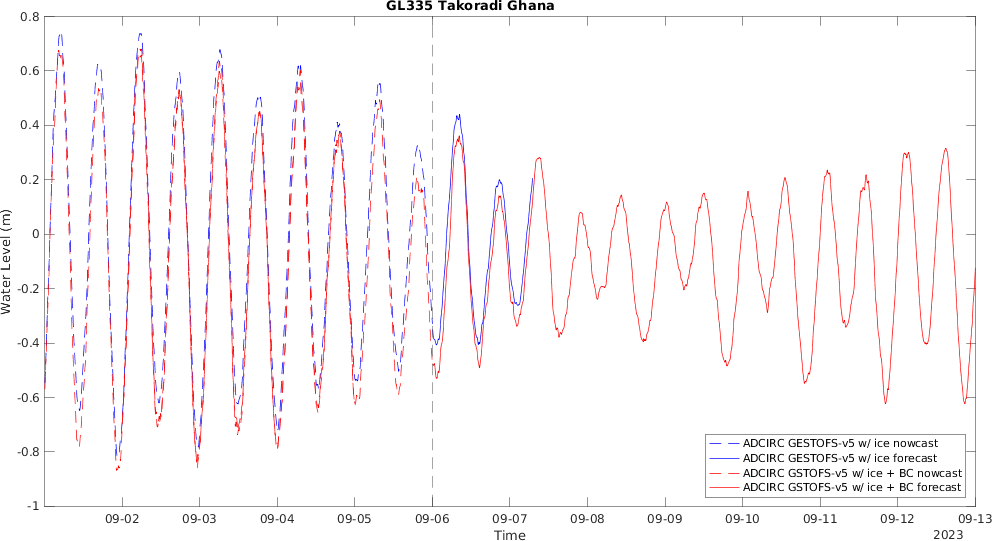 GL335 Takoradi Ghana
0.8
0.6
0.4
0.2
0
-0.2
-0.4
-0.6
-0.8
-1
Water Level (m)
09-02 09-03 09-04 09-05 09-06 09-07 09-08 09-09 09-10 09-11 09-12 09-13
Time
2023
ADCIRC GESTOFS-v5 w/ ice nowcast
ADCIRC GESTOFS-v5 w/ ice forecast
ADCIRC GSTOFS-v5 w/ ice + BC nowcast
ADCIRC GSTOFS-v5 w/ ice + BC forecast